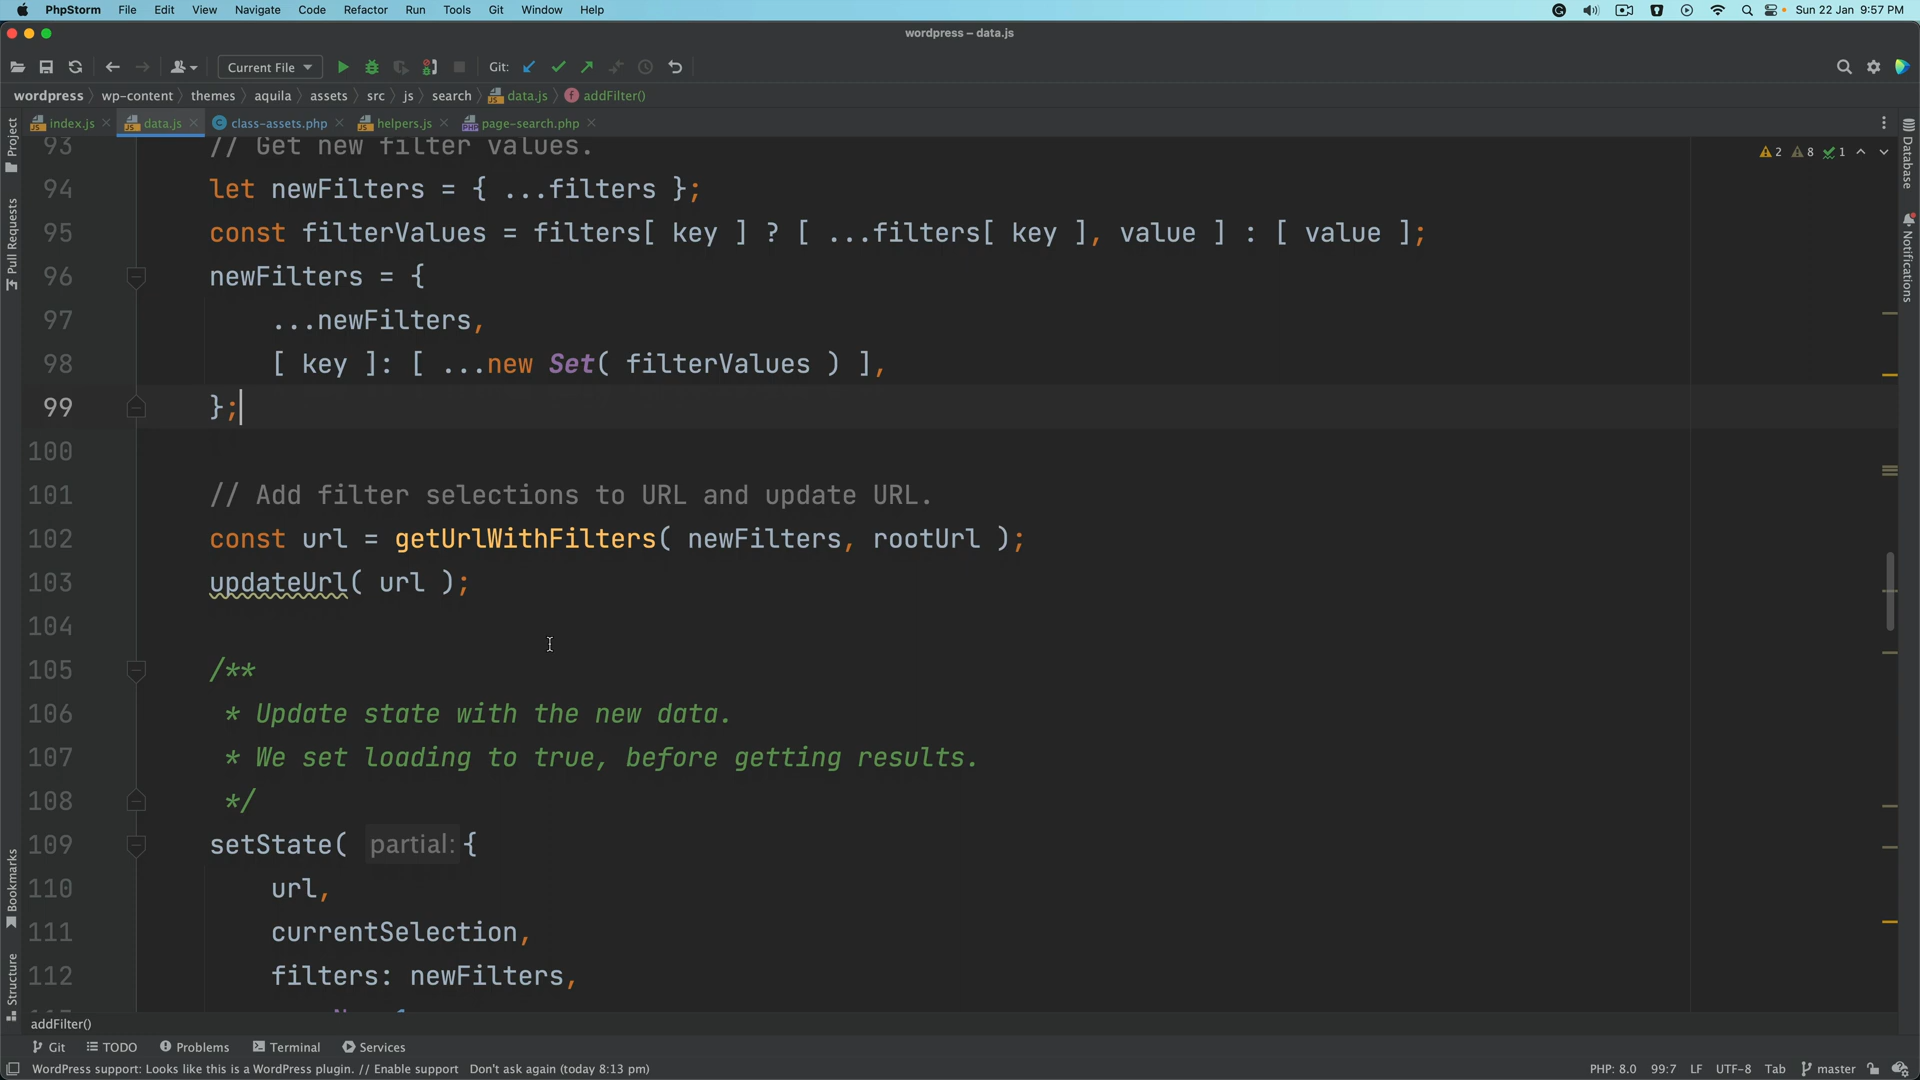 PhpStorm File Edit View Navigate Code Refactor Run Tools Git Window Help Sun 22 Jan 9:57 PM
wordpress – data.js
Current File Git:
wordpress wp-content themes aquila assets src js search data.js addFilter()
index.js data.js class-assets.php helpers.js page-search.php
Project
Pull Requests
Bookmarks
Structure
Database
Notifications
2 8 1
93 // Get new filter values.
94 let newFilters = { ...filters };
95 const filterValues = filters[ key ] ? [ ...filters[ key ], value ] : [ value ];
96 newFilters = {
97 ...newFilters,
98 [ key ]: [ ...new Set( filterValues ) ],
99 };
100
101 // Add filter selections to URL and update URL.
102 const url = getUrlWithFilters( newFilters, rootUrl );
103 updateUrl( url );
104
105 /**
106 * Update state with the new data.
107 * We set loading to true, before getting results.
108 */
109 setState( partial: {
110 url,
111 currentSelection,
112 filters: newFilters,
addFilter()
Git TODO Problems Terminal Services
WordPress support: Looks like this is a WordPress plugin. // Enable support Don't ask again (today 8:13 pm) PHP: 8.0 99:7 LF UTF-8 Tab master